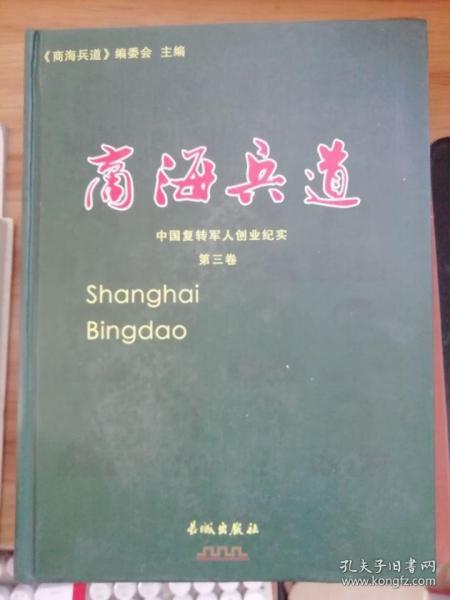 《商海兵道》编委会 主编
商海兵道
中国复转军人创业纪实
第三卷
Shanghai
Bingdao
长城出版社
孔夫子旧书网
www.kongfz.com